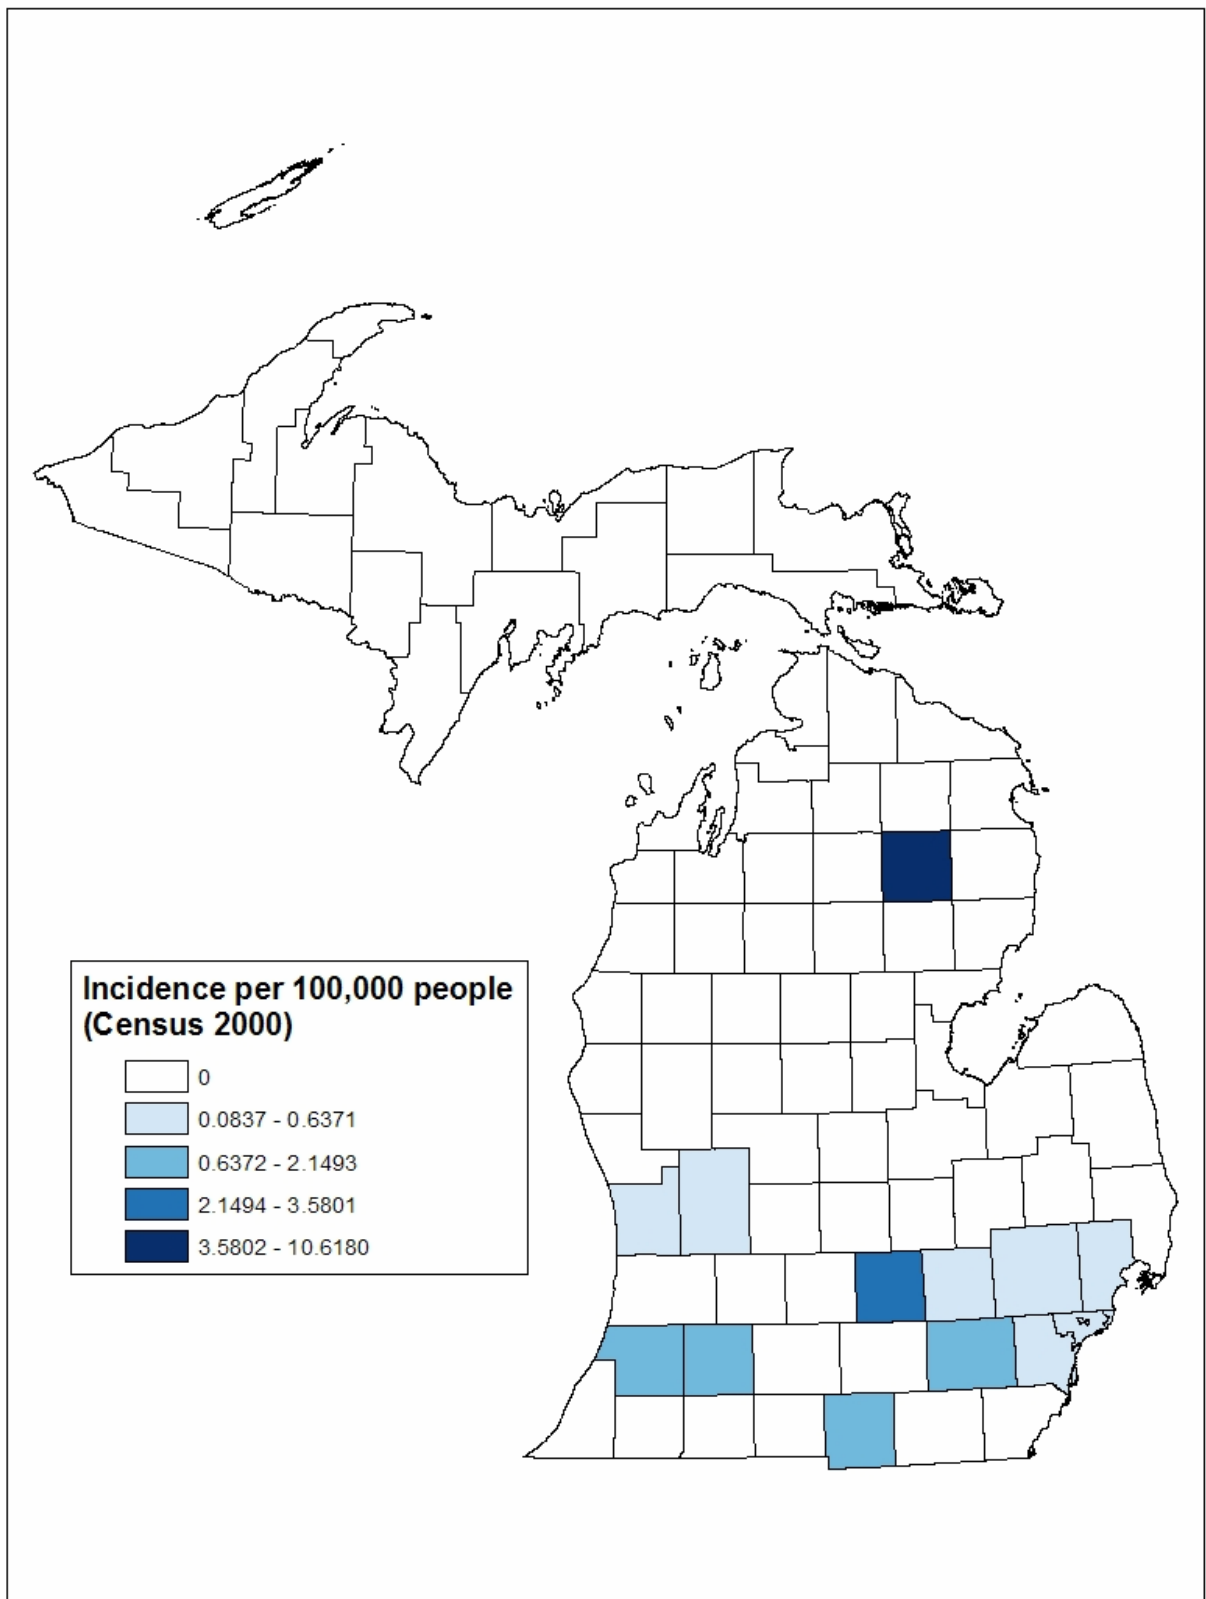 Incidence per 100,000 people
(Census 2000)
0
0.0837 - 0.6371
0.6372 - 2.1493
2.1494 - 3.5801
3.5802 - 10.6180